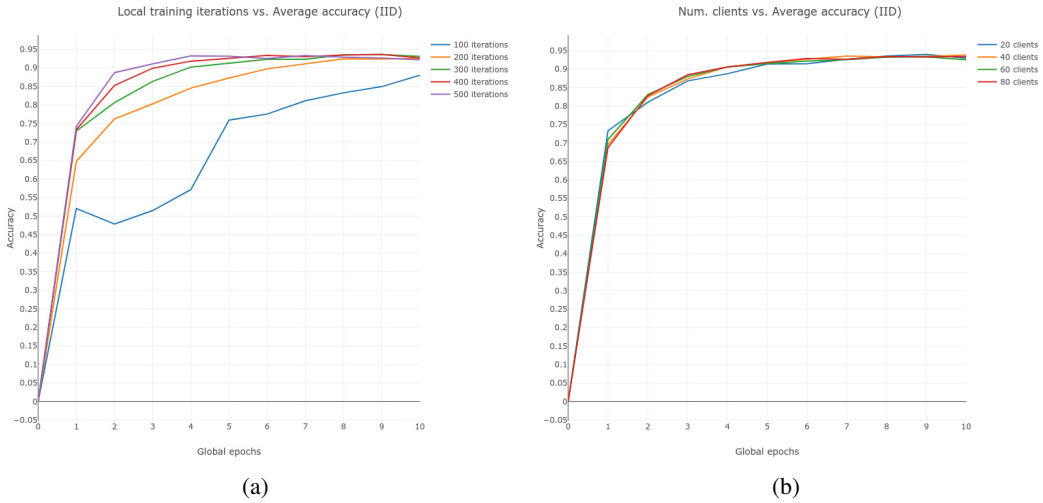 Local training iterations vs. Average accuracy (IID)
0.95
0.9
0.85
0.8
0.75
0.7
0.65
0.6
0.55
0.5
0.45
0.4
0.35
0.3
0.25
0.2
0.15
0.1
0.05
0
−0.05
Accuracy
0 1 2 3 4 5 6 7 8 9 10
Global epochs
100 iterations
200 iterations
300 iterations
400 iterations
500 iterations
(a)
Num. clients vs. Average accuracy (IID)
0.95
0.9
0.85
0.8
0.75
0.7
0.65
0.6
0.55
0.5
0.45
0.4
0.35
0.3
0.25
0.2
0.15
0.1
0.05
0
−0.05
Accuracy
0 1 2 3 4 5 6 7 8 9 10
Global epochs
20 clients
40 clients
60 clients
80 clients
(b)